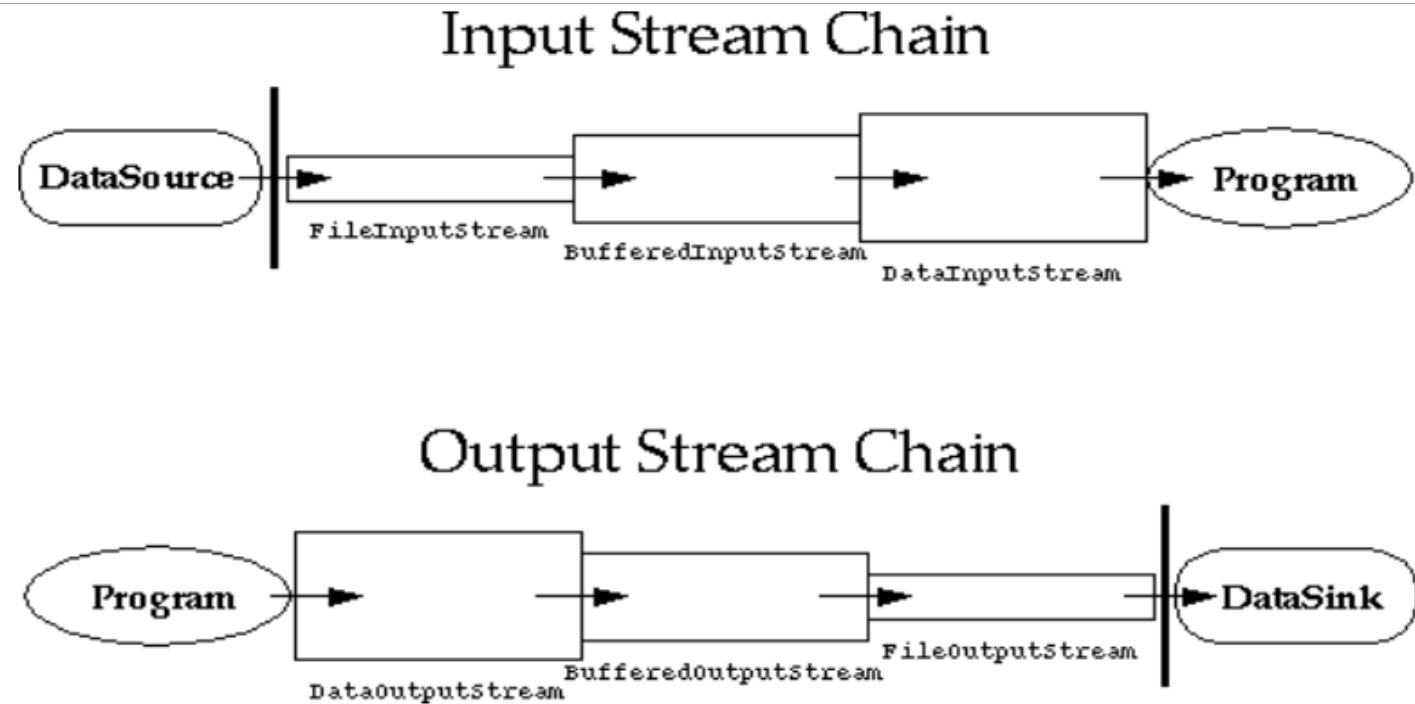 Input Stream Chain
DataSource
Program
FileInputStream
BufferedInputStream
DataInputStream
Output Stream Chain
Program
DataSink
FileOutputStream
BufferedOutputStream
DataOutputStream